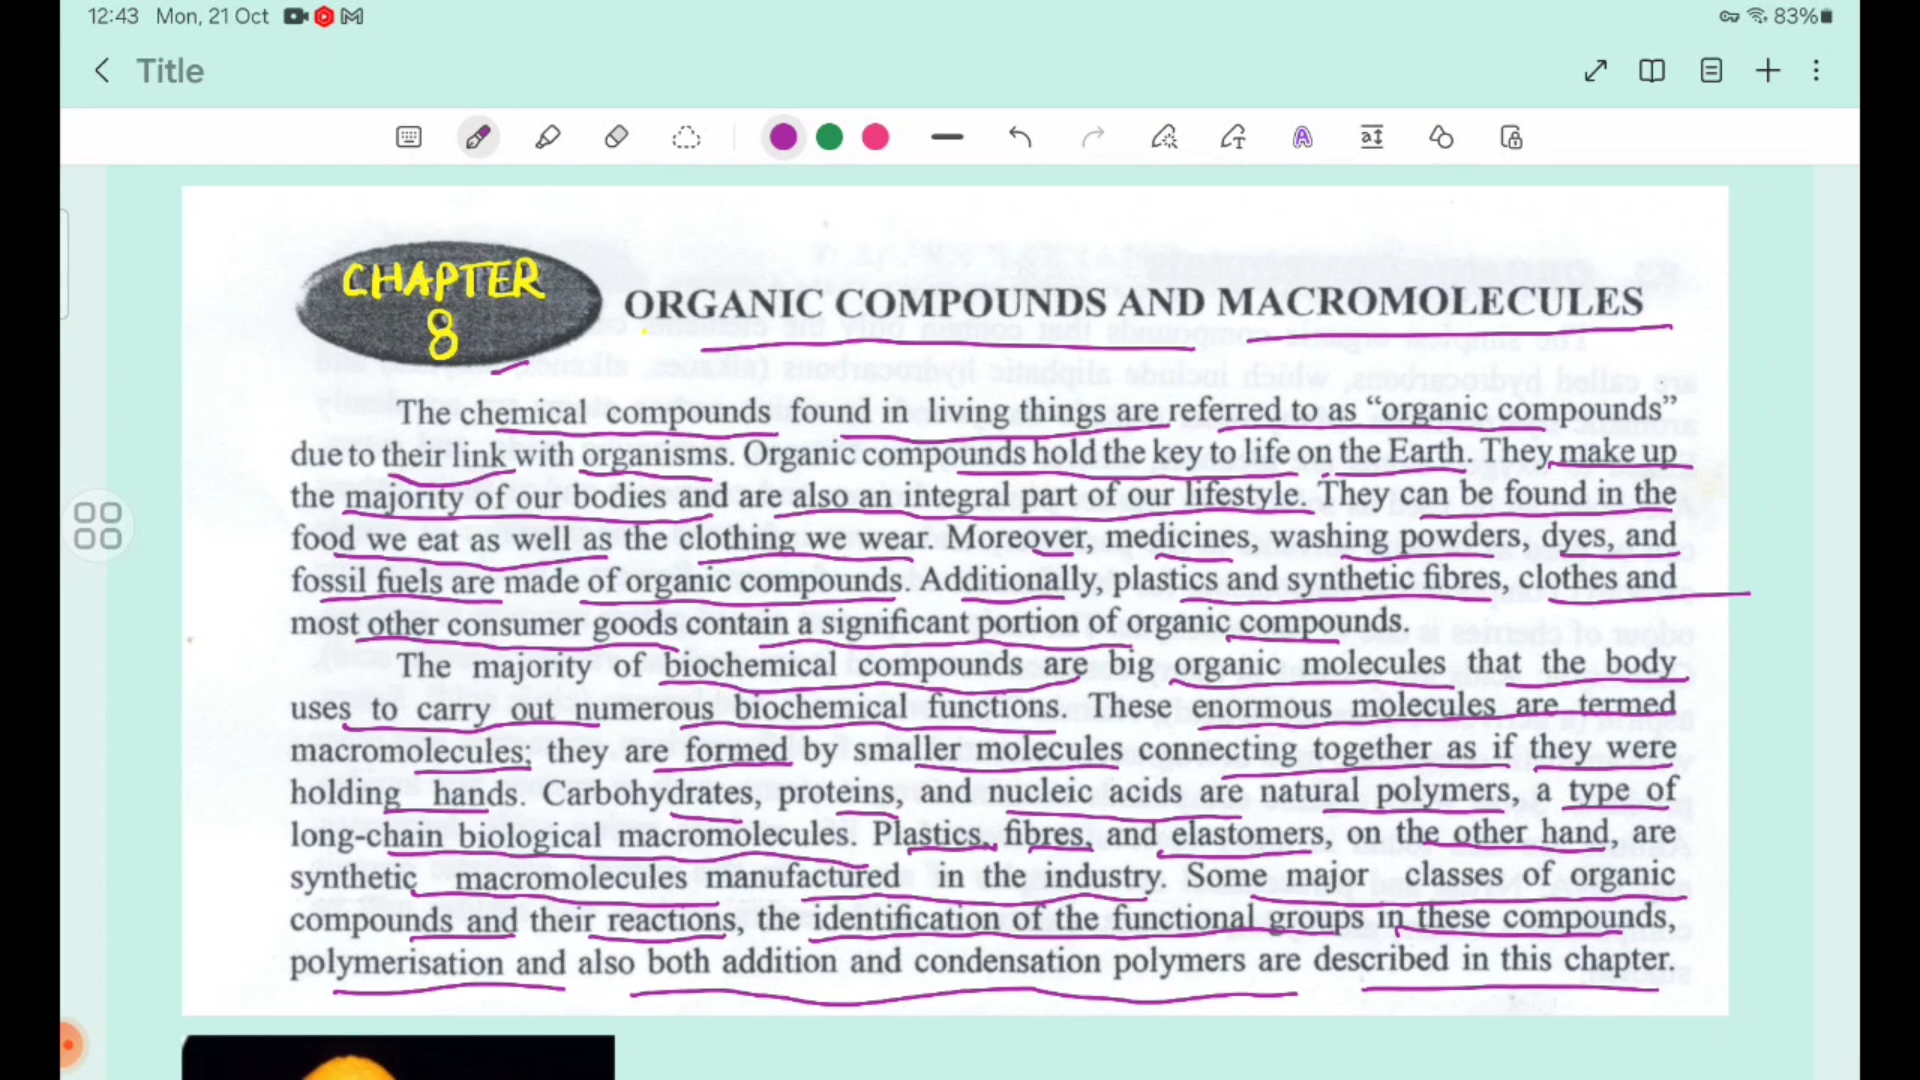 12:43 Mon, 21 Oct 83%
Title
CHAPTER
8
ORGANIC COMPOUNDS AND MACROMOLECULES
The chemical compounds found in living things are referred to as “organic compounds”
due to their link with organisms. Organic compounds hold the key to life on the Earth. They make up
the majority of our bodies and are also an integral part of our lifestyle. They can be found in the
food we eat as well as the clothing we wear. Moreover, medicines, washing powders, dyes, and
fossil fuels are made of organic compounds. Additionally, plastics and synthetic fibres, clothes and
most other consumer goods contain a significant portion of organic compounds.
The majority of biochemical compounds are big organic molecules that the body
uses to carry out numerous biochemical functions. These enormous molecules are termed
macromolecules; they are formed by smaller molecules connecting together as if they were
holding hands. Carbohydrates, proteins, and nucleic acids are natural polymers, a type of
long-chain biological macromolecules. Plastics, fibres, and elastomers, on the other hand, are
synthetic macromolecules manufactured in the industry. Some major classes of organic
compounds and their reactions, the identification of the functional groups in these compounds,
polymerisation and also both addition and condensation polymers are described in this chapter.